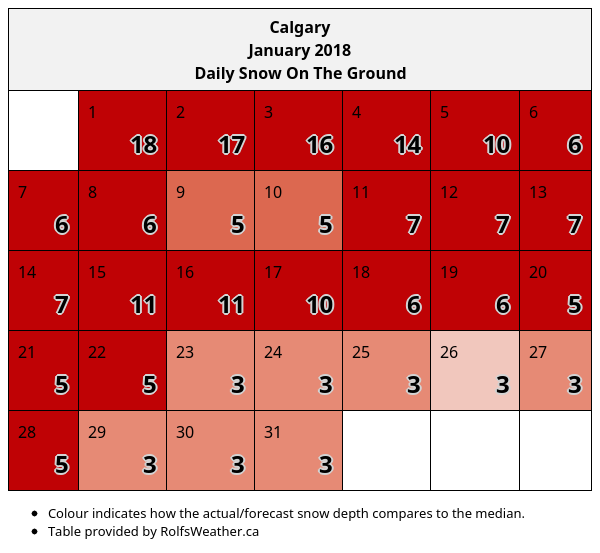 Calgary
January 2018
Daily Snow On The Ground
1 2 3 4 5 6
18 17 16 14 10 6
7 8 9 10 11 12 13
6 6 5 5 7 7 7
14 15 16 17 18 19 20
7 11 11 10 6 6 5
21 22 23 24 25 26 27
5 5 3 3 3 3 3
28 29 30 31
5 3 3 3
Colour indicates how the actual/forecast snow depth compares to the median.
Table provided by RolfsWeather.ca